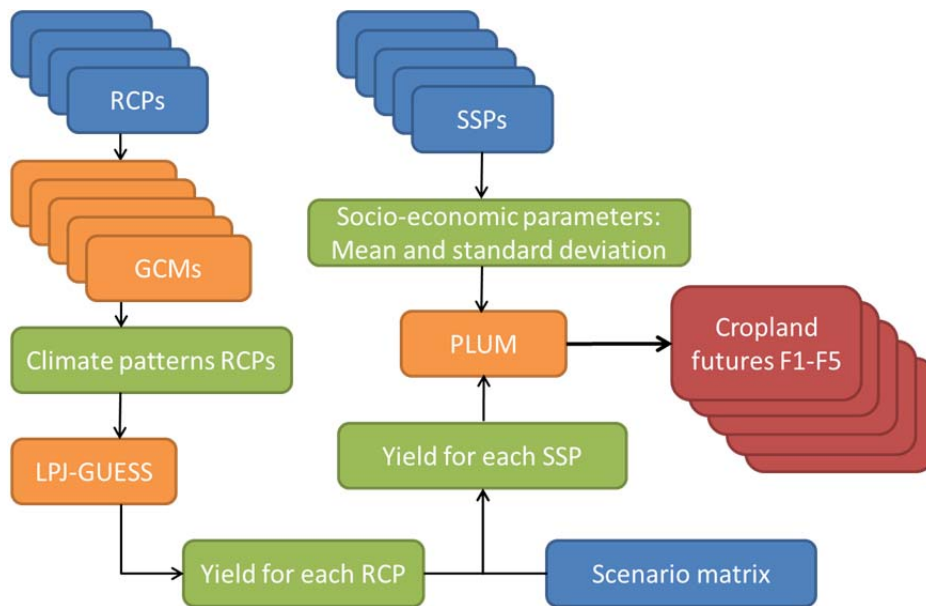 RCPs
SSPs
GCMs
Socio-economic parameters:
Mean and standard deviation
Climate patterns RCPs
PLUM
Cropland
futures F1-F5
LPJ-GUESS
Yield for each SSP
Yield for each RCP
Scenario matrix